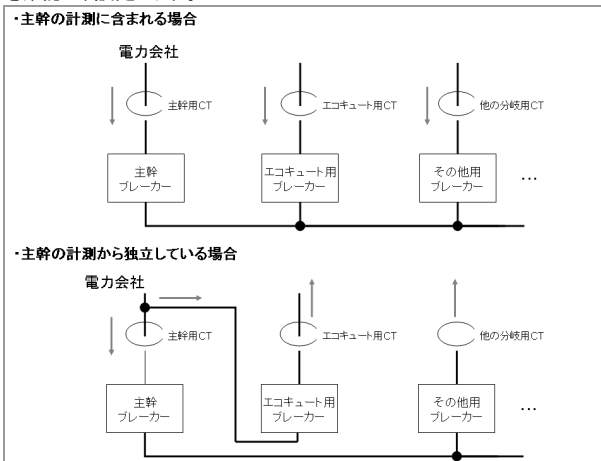 ・主幹の計測に含まれる場合
電力会社
主幹用CT
エコキュート用CT
他の分岐用CT
主幹
ブレーカー
エコキュート用
ブレーカー
その他用
ブレーカー
…
・主幹の計測から独立している場合
電力会社
主幹用CT
エコキュート用CT
他の分岐用CT
主幹
ブレーカー
エコキュート用
ブレーカー
その他用
ブレーカー
…